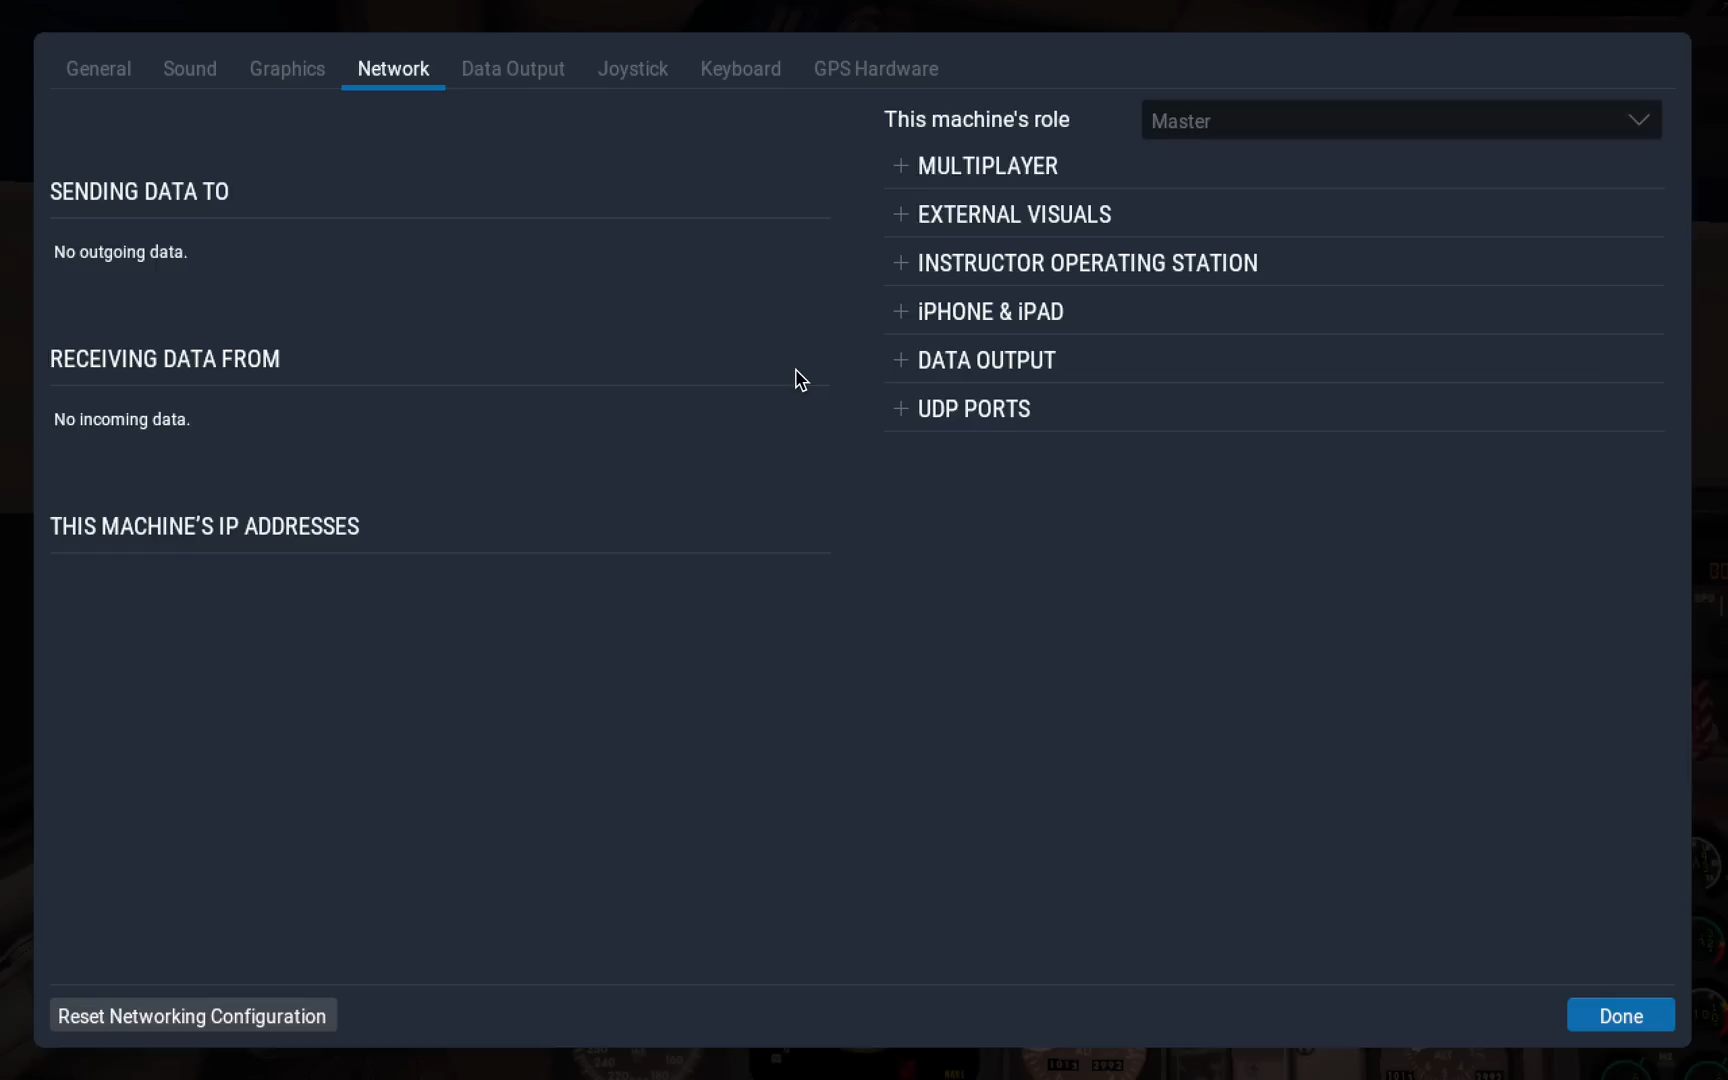 General Sound Graphics Network Data Output Joystick Keyboard GPS Hardware
This machine's role Master
MULTIPLAYER
SENDING DATA TO
EXTERNAL VISUALS
No outgoing data.
INSTRUCTOR OPERATING STATION
iPHONE & iPAD
RECEIVING DATA FROM
DATA OUTPUT
No incoming data.
UDP PORTS
THIS MACHINE'S IP ADDRESSES
Reset Networking Configuration
Done